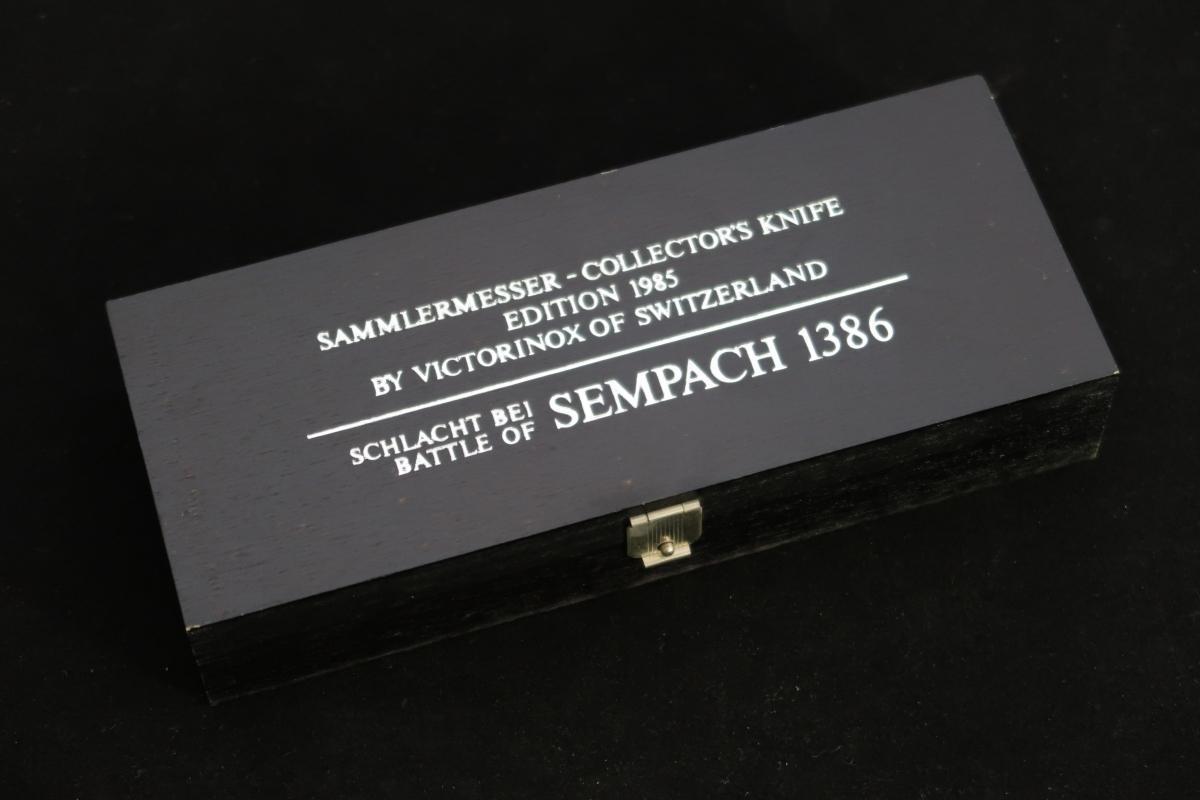 SAMMLERMESSER - COLLECTOR'S KNIFE
EDITION 1985
BY VICTORINOX OF SWITZERLAND
SCHLACHT BEI
BATTLE OF
SEMPACH 1386